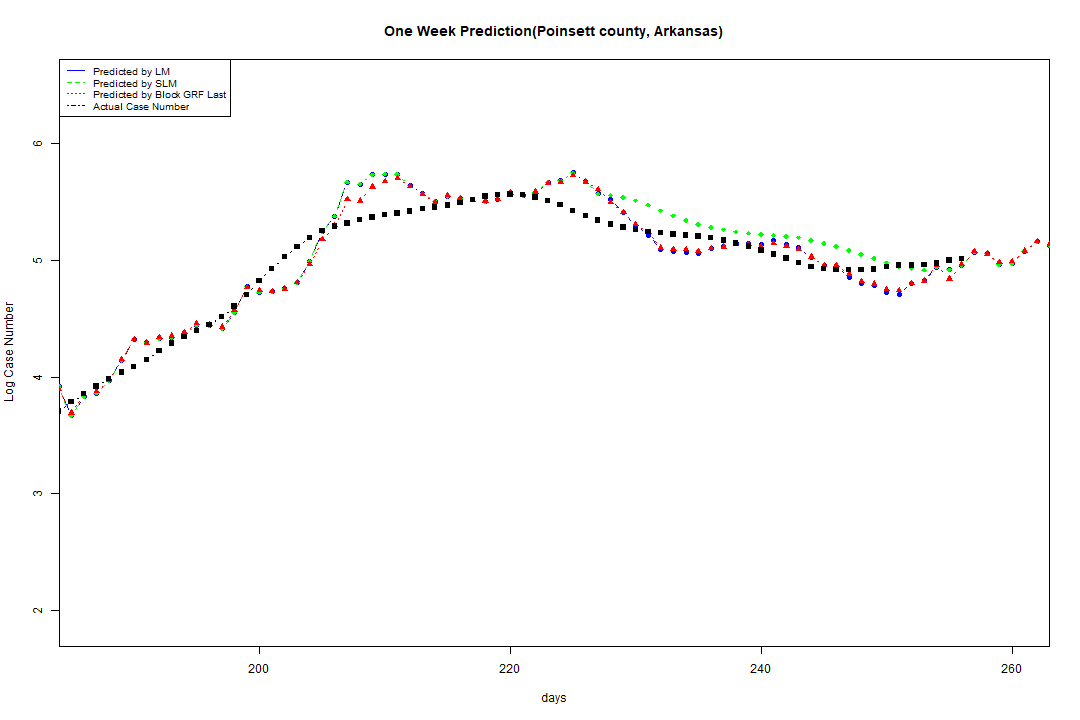 One Week Prediction(Poinsett county, Arkansas)
Predicted by LM
Predicted by SLM
Predicted by Block GRF Last
Actual Case Number
6
5
4
3
2
Log Case Number
200 220 240 260
days